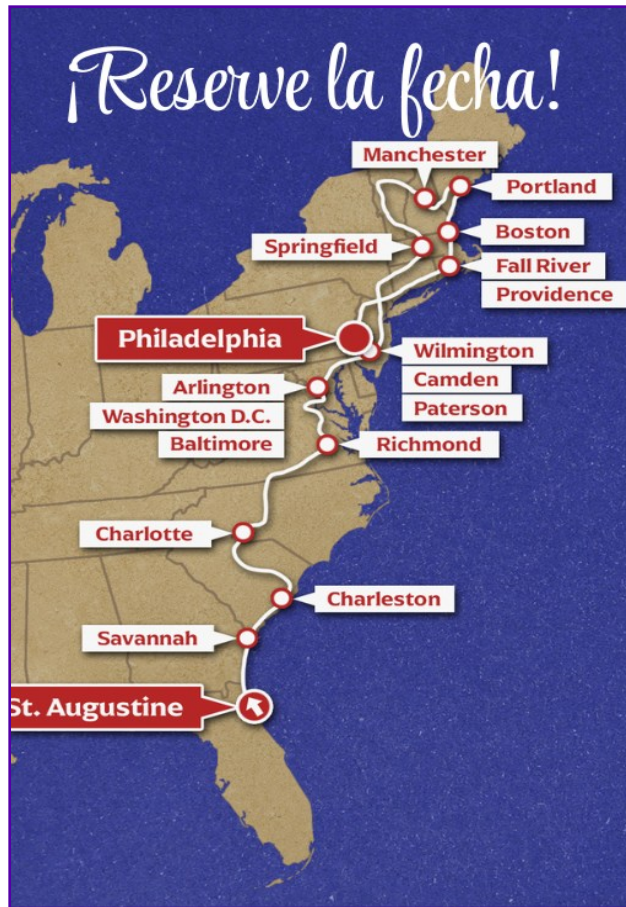 ¡Reserve la fecha!
Manchester
Portland
Boston
Springfield
Fall River
Providence
Philadelphia
Wilmington
Arlington
Camden
Washington D.C.
Paterson
Baltimore
Richmond
Charlotte
Charleston
Savannah
St. Augustine